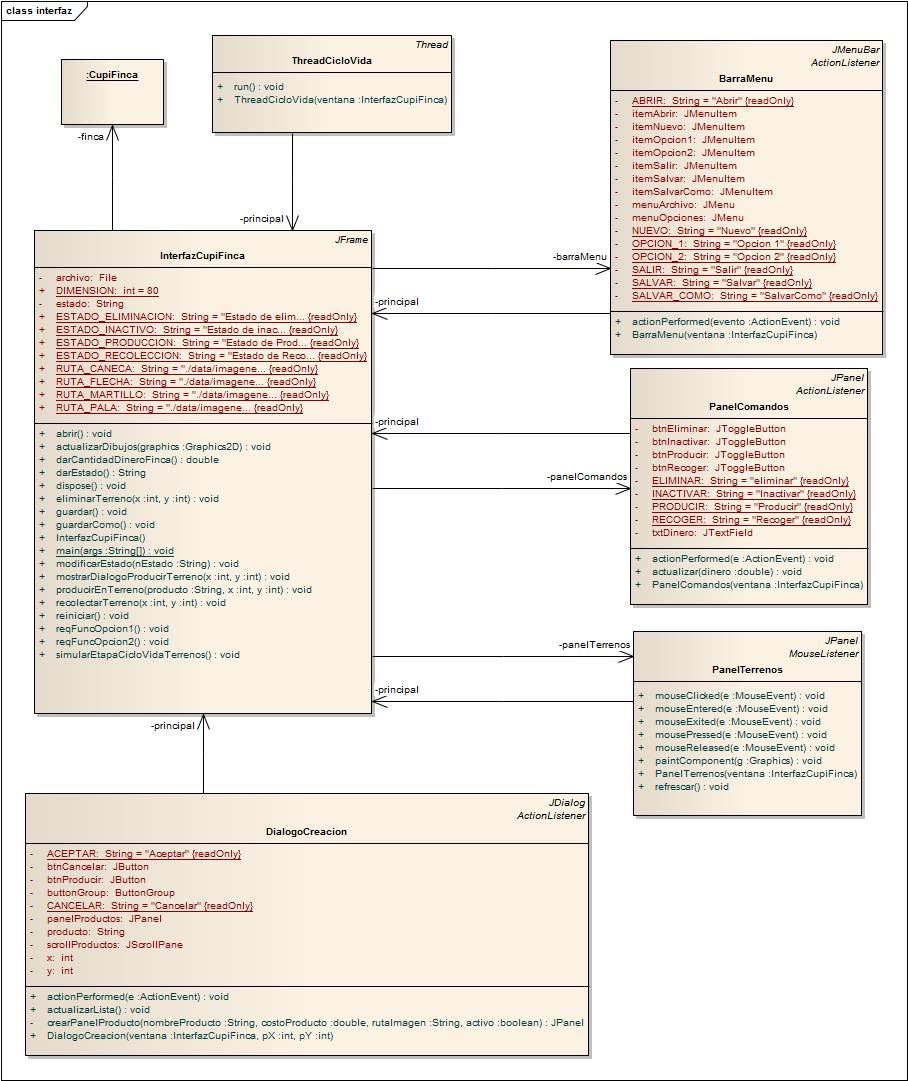 class interfaz
:CupiFinca
-finca
Thread
ThreadCicloVida
+ run() : void
+ ThreadCicloVida(ventana :InterfazCupiFinca)
-principal
JMenuBar
ActionListener
BarraMenu
- ABRIR: String = "Abrir" {readOnly}
- itemAbrir: JMenuItem
- itemNuevo: JMenuItem
- itemOpcion1: JMenuItem
- itemOpcion2: JMenuItem
- itemSalir: JMenuItem
- itemSalvar: JMenuItem
- itemSalvarComo: JMenuItem
- menuArchivo: JMenu
- menuOpciones: JMenu
- NUEVO: String = "Nuevo" {readOnly}
- OPCION_1: String = "Opcion 1" {readOnly}
- OPCION_2: String = "Opcion 2" {readOnly}
- SALIR: String = "Salir" {readOnly}
- SALVAR: String = "Salvar" {readOnly}
- SALVAR_COMO: String = "SalvarComo" {readOnly}
+ actionPerformed(evento :ActionEvent) : void
+ BarraMenu(ventana :InterfazCupiFinca)
-barraMenu
-principal
JFrame
InterfazCupiFinca
- archivo: File
+ DIMENSION: int = 80
- estado: String
+ ESTADO_ELIMINACION: String = "Estado de elim... {readOnly}
+ ESTADO_INACTIVO: String = "Estado de inac... {readOnly}
+ ESTADO_PRODUCCION: String = "Estado de Prod... {readOnly}
+ ESTADO_RECOLECCION: String = "Estado de Reco... {readOnly}
+ RUTA_CANECA: String = "./data/imagene... {readOnly}
+ RUTA_FLECHA: String = "./data/imagene... {readOnly}
+ RUTA_MARTILLO: String = "./data/imagene... {readOnly}
+ RUTA_PALA: String = "./data/imagene... {readOnly}
+ abrir() : void
+ actualizarDibujos(graphics :Graphics2D) : void
+ darCantidadDineroFinca() : double
+ darEstado() : String
+ dispose() : void
+ eliminarTerreno(x :int, y :int) : void
+ guardar() : void
+ guardarComo() : void
+ InterfazCupiFinca()
+ main(args :String[]) : void
+ modificarEstado(nEstado :String) : void
+ mostrarDialogoProducirTerreno(x :int, y :int) : void
+ producirEnTerreno(producto :String, x :int, y :int) : void
+ recolectarTerreno(x :int, y :int) : void
+ reiniciar() : void
+ reqFuncOpcion1() : void
+ reqFuncOpcion2() : void
+ simularEtapaCicloVidaTerrenos() : void
-principal
-panelComandos
JPanel
ActionListener
PanelComandos
- btnEliminar: JToggleButton
- btnInactivar: JToggleButton
- btnProducir: JToggleButton
- btnRecoger: JToggleButton
- ELIMINAR: String = "eliminar" {readOnly}
- INACTIVAR: String = "Inactivar" {readOnly}
- PRODUCIR: String = "Producir" {readOnly}
- RECOGER: String = "Recoger" {readOnly}
- txtDinero: JTextField
+ actionPerformed(e :ActionEvent) : void
+ actualizar(dinero :double) : void
+ PanelComandos(ventana :InterfazCupiFinca)
-panelTerrenos
-principal
JPanel
MouseListener
PanelTerrenos
+ mouseClicked(e :MouseEvent) : void
+ mouseEntered(e :MouseEvent) : void
+ mouseExited(e :MouseEvent) : void
+ mousePressed(e :MouseEvent) : void
+ mouseReleased(e :MouseEvent) : void
+ paintComponent(g :Graphics) : void
+ PanelTerrenos(ventana :InterfazCupiFinca)
+ refrescar() : void
-principal
JDialog
ActionListener
DialogoCreacion
- ACEPTAR: String = "Aceptar" {readOnly}
- btnCancelar: JButton
- btnProducir: JButton
- buttonGroup: ButtonGroup
- CANCELAR: String = "Cancelar" {readOnly}
- panelProductos: JPanel
- producto: String
- scrollProductos: JScrollPane
- x: int
- y: int
+ actionPerformed(e :ActionEvent) : void
+ actualizarLista() : void
- crearPanelProducto(nombreProducto :String, costoProducto :double, rutaImagen :String, activo :boolean) : JPanel
+ DialogoCreacion(ventana :InterfazCupiFinca, pX :int, pY :int)